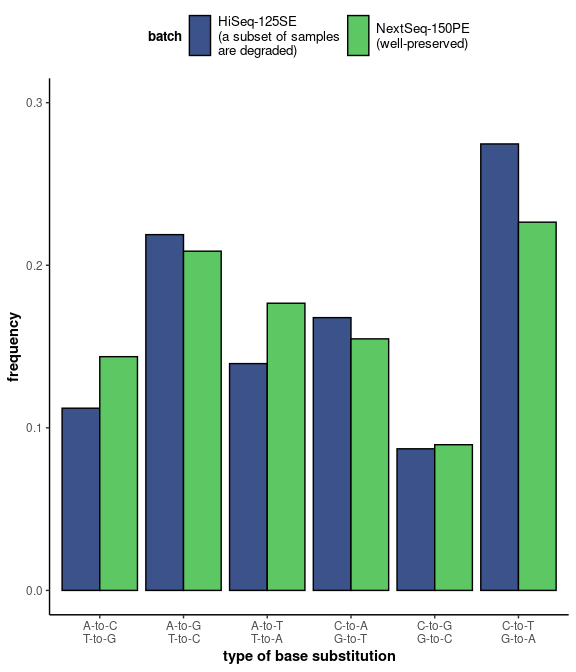 batch
HiSeq-125SE
(a subset of samples
are degraded)
NextSeq-150PE
(well-preserved)
0.3
0.2
0.1
0.0
frequency
A-to-C
T-to-G
A-to-G
T-to-C
A-to-T
T-to-A
C-to-A
G-to-T
C-to-G
G-to-C
C-to-T
G-to-A
type of base substitution